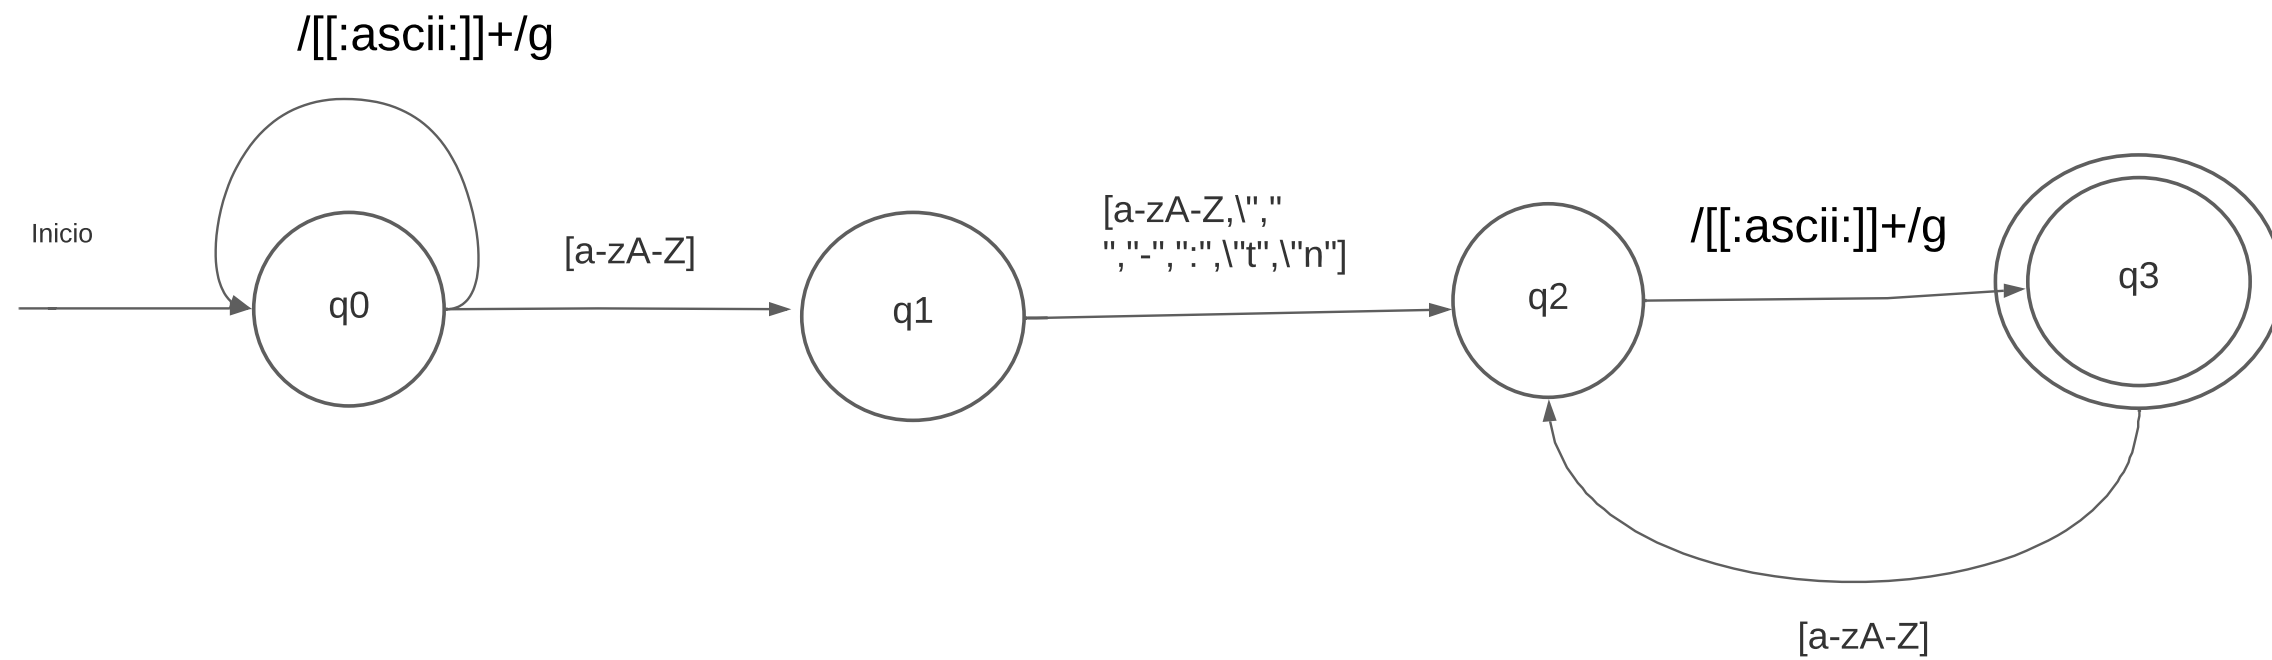 /[[:ascii:]]+/g
Inicio
q0
[a-zA-Z]
q1
[a-zA-Z,\","
","-",":",\"t",\"n"]
q2
/[[:ascii:]]+/g
q3
[a-zA-Z]